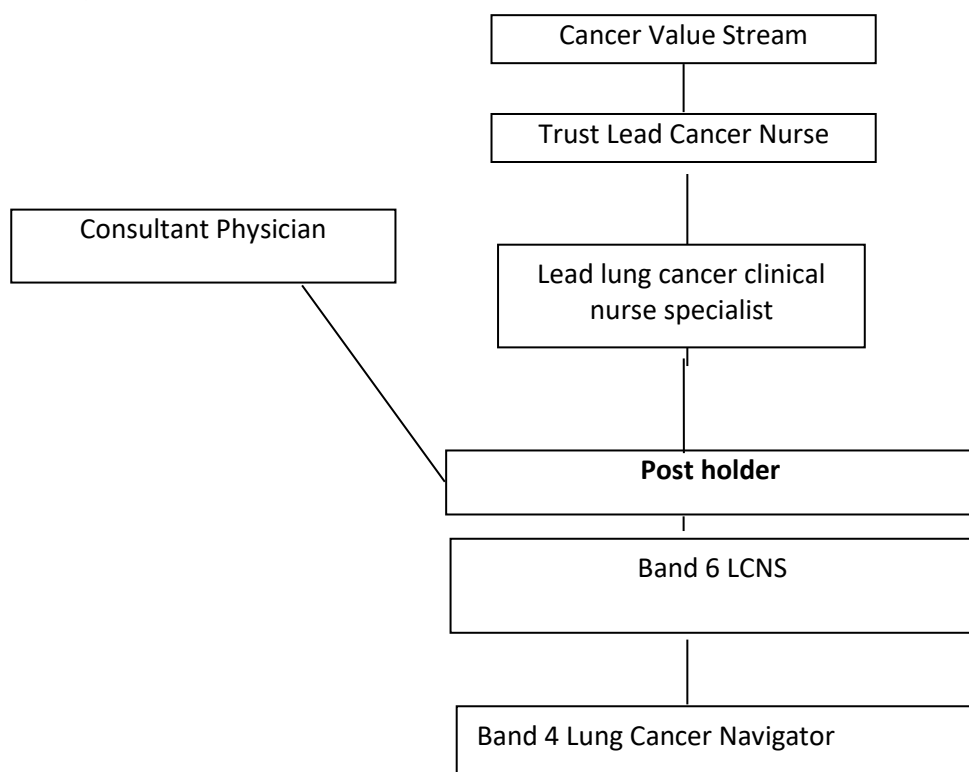 Cancer Value Stream
Trust Lead Cancer Nurse
Consultant Physician
Lead lung cancer clinical
nurse specialist
Post holder
Band 6 LCNS
Band 4 Lung Cancer Navigator